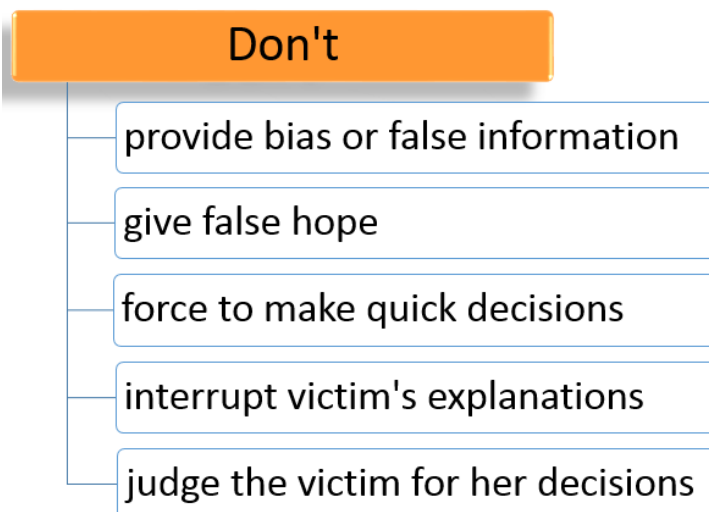 Don't
provide bias or false information
give false hope
force to make quick decisions
interrupt victim's explanations
judge the victim for her decisions